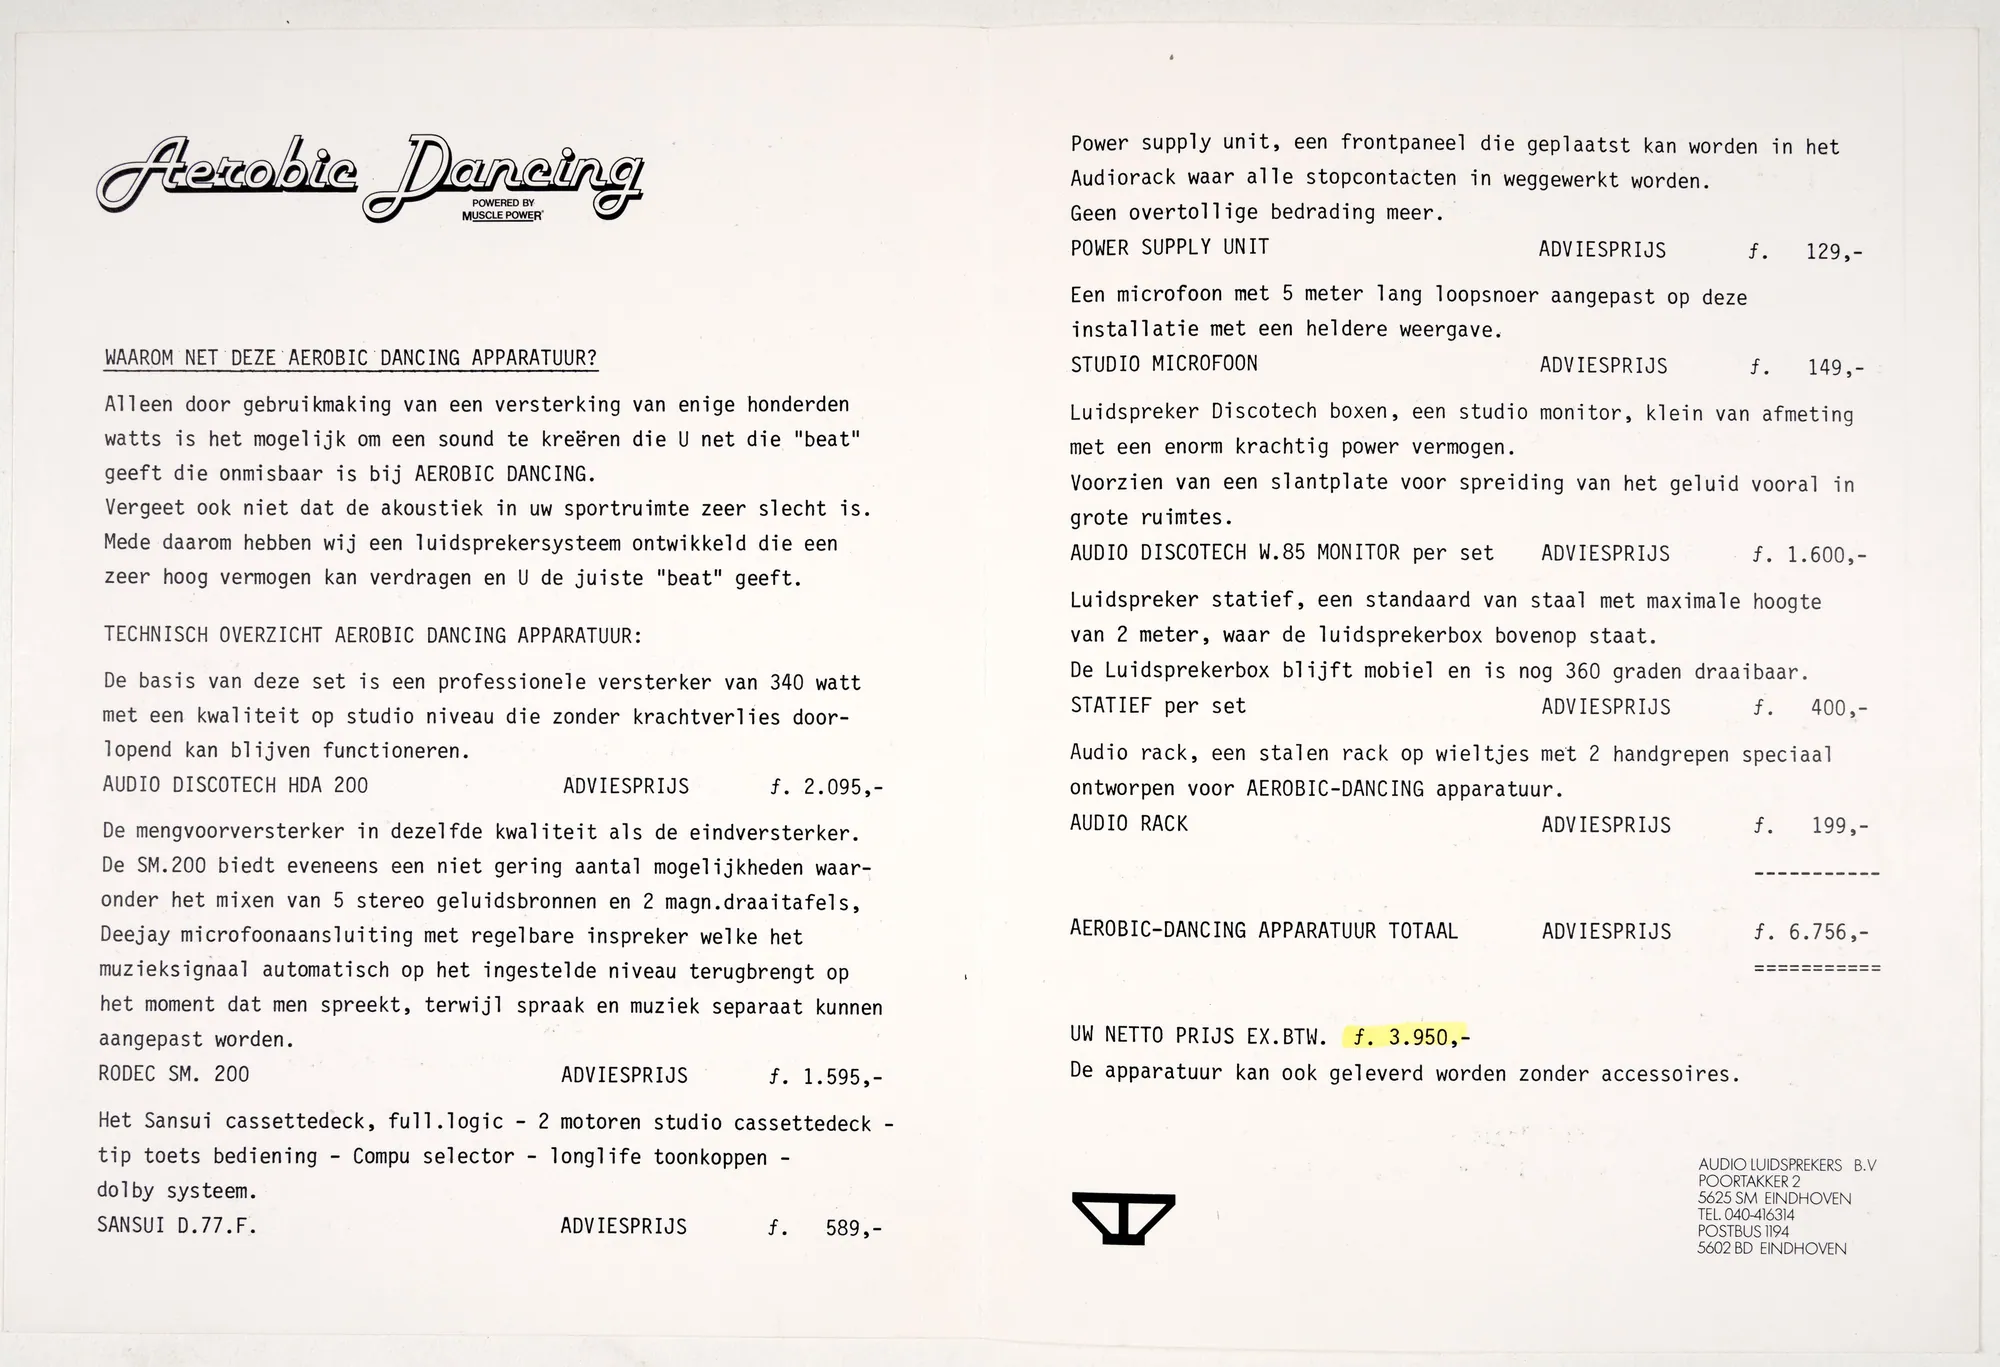 Aerobic Dancing
POWERED BY
MUSCLE POWER
WAAROM NET DEZE AEROBIC DANCING APPARATUUR?
Alleen door gebruikmaking van een versterking van enige honderden
watts is het mogelijk om een sound te kreëren die U net die "beat"
geeft die onmisbaar is bij AEROBIC DANCING.
Vergeet ook niet dat de akoustiek in uw sportruimte zeer slecht is.
Mede daarom hebben wij een luidsprekersysteem ontwikkeld die een
zeer hoog vermogen kan verdragen en U de juiste "beat" geeft.
TECHNISCH OVERZICHT AEROBIC DANCING APPARATUUR:
De basis van deze set is een professionele versterker van 340 watt
met een kwaliteit op studio niveau die zonder krachtverlies door-
lopend kan blijven functioneren.
AUDIO DISCOTECH HDA 200 ADVIESPRIJS f. 2.095,-
De mengvoorversterker in dezelfde kwaliteit als de eindversterker.
De SM.200 biedt eveneens een niet gering aantal mogelijkheden waar-
onder het mixen van 5 stereo geluidsbronnen en 2 magn.draaitafels,
Deejay microfoonaansluiting met regelbare inspreker welke het
muzieksignaal automatisch op het ingestelde niveau terugbrengt op
het moment dat men spreekt, terwijl spraak en muziek separaat kunnen
aangepast worden.
RODEC SM. 200 ADVIESPRIJS f. 1.595,-
Het Sansui cassettedeck, full.logic - 2 motoren studio cassettedeck -
tip toets bediening - Compu selector - longlife toonkoppen -
dolby systeem.
SANSUI D.77.F. ADVIESPRIJS f. 589,-
Power supply unit, een frontpaneel die geplaatst kan worden in het
Audiorack waar alle stopcontacten in weggewerkt worden.
Geen overtollige bedrading meer.
POWER SUPPLY UNIT ADVIESPRIJS f. 129,-
Een microfoon met 5 meter lang loopsnoer aangepast op deze
installatie met een heldere weergave.
STUDIO MICROFOON ADVIESPRIJS f. 149,-
Luidspreker Discotech boxen, een studio monitor, klein van afmeting
met een enorm krachtig power vermogen.
Voorzien van een slantplate voor spreiding van het geluid vooral in
grote ruimtes.
AUDIO DISCOTECH W.85 MONITOR per set ADVIESPRIJS f. 1.600,-
Luidspreker statief, een standaard van staal met maximale hoogte
van 2 meter, waar de luidsprekerbox bovenop staat.
De Luidsprekerbox blijft mobiel en is nog 360 graden draaibaar.
STATIEF per set ADVIESPRIJS f. 400,-
Audio rack, een stalen rack op wieltjes met 2 handgrepen speciaal
ontworpen voor AEROBIC-DANCING apparatuur.
AUDIO RACK ADVIESPRIJS f. 199,-
-----------
AEROBIC-DANCING APPARATUUR TOTAAL ADVIESPRIJS f. 6.756,-
===========
UW NETTO PRIJS EX.BTW. f. 3.950,-
De apparatuur kan ook geleverd worden zonder accessoires.
AUDIO LUIDSPREKERS B.V
POORTAKKER 2
5625 SM EINDHOVEN
TEL. 040-416314
POSTBUS 1194
5602 BD EINDHOVEN